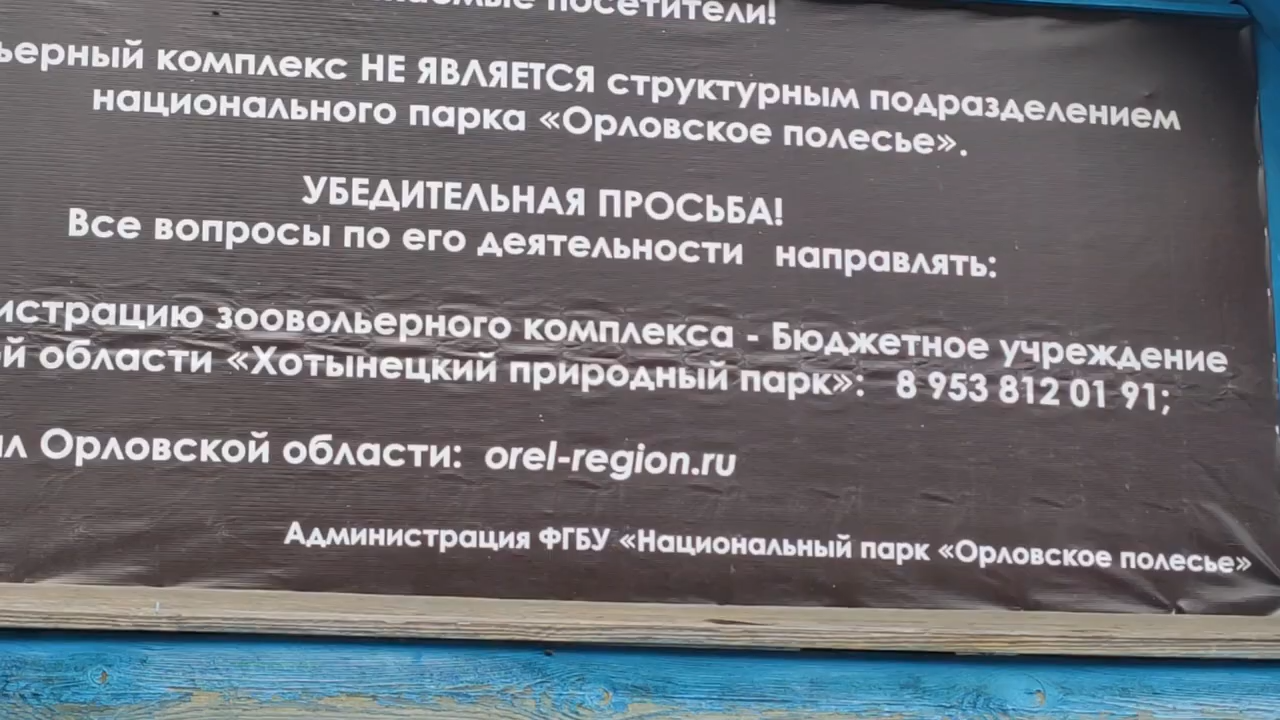 посетители!
комплекс НЕ ЯВЛЯЕТСЯ структурным подразделением
национального парка «Орловское полесье».
УБЕДИТЕЛЬНАЯ ПРОСЬБА!
Все вопросы по его деятельности направлять:
зоовольерного комплекса - Бюджетное учреждение
области «Хотынецкий природный парк»: 8 953 812 01 91;
Орловской области: orel-region.ru
Администрация ФГБУ «Национальный парк «Орловское полесье»